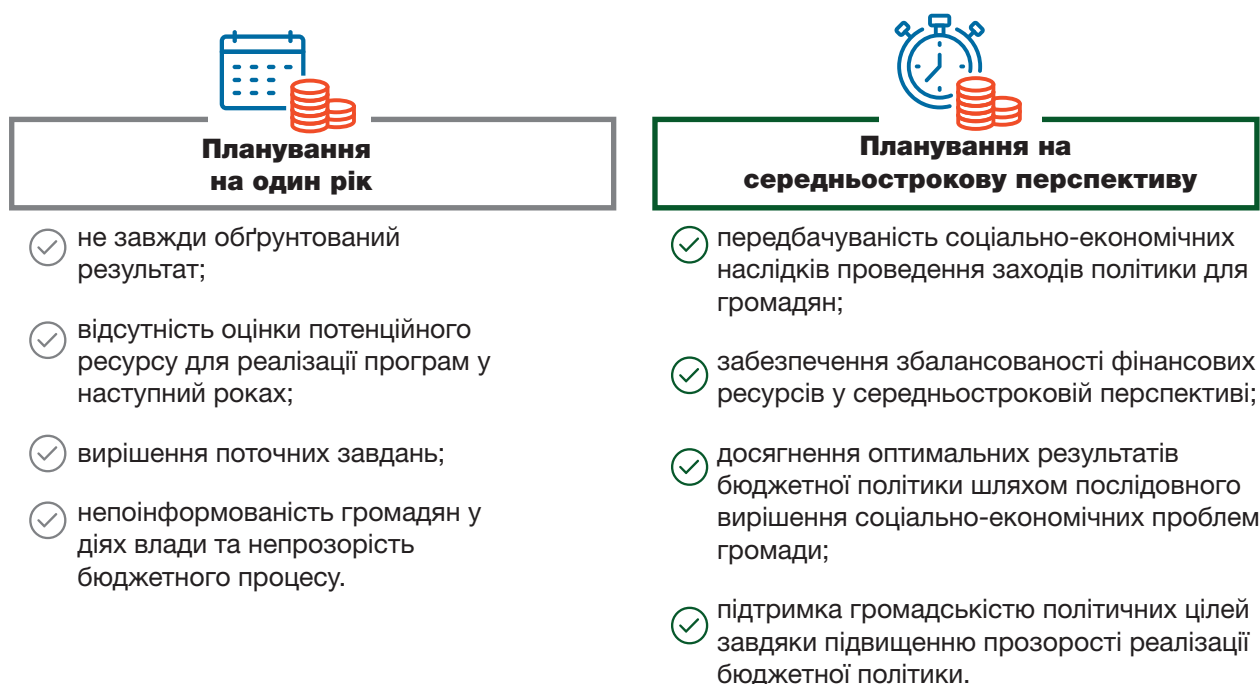 Планування
на один рік
не завжди обґрунтований
результат;
відсутність оцінки потенційного
ресурсу для реалізації програм у
наступний роках;
вирішення поточних завдань;
непоінформованість громадян у
діях влади та непрозорість
бюджетного процесу.
Планування на
середньострокову перспективу
передбачуваність соціально-економічних
наслідків проведення заходів політики для
громадян;
забезпечення збалансованості фінансових
ресурсів у середньостроковій перспективі;
досягнення оптимальних результатів
бюджетної політики шляхом послідовного
вирішення соціально-економічних проблем
громади;
підтримка громадськістю політичних цілей
завдяки підвищенню прозорості реалізації
бюджетної політики.